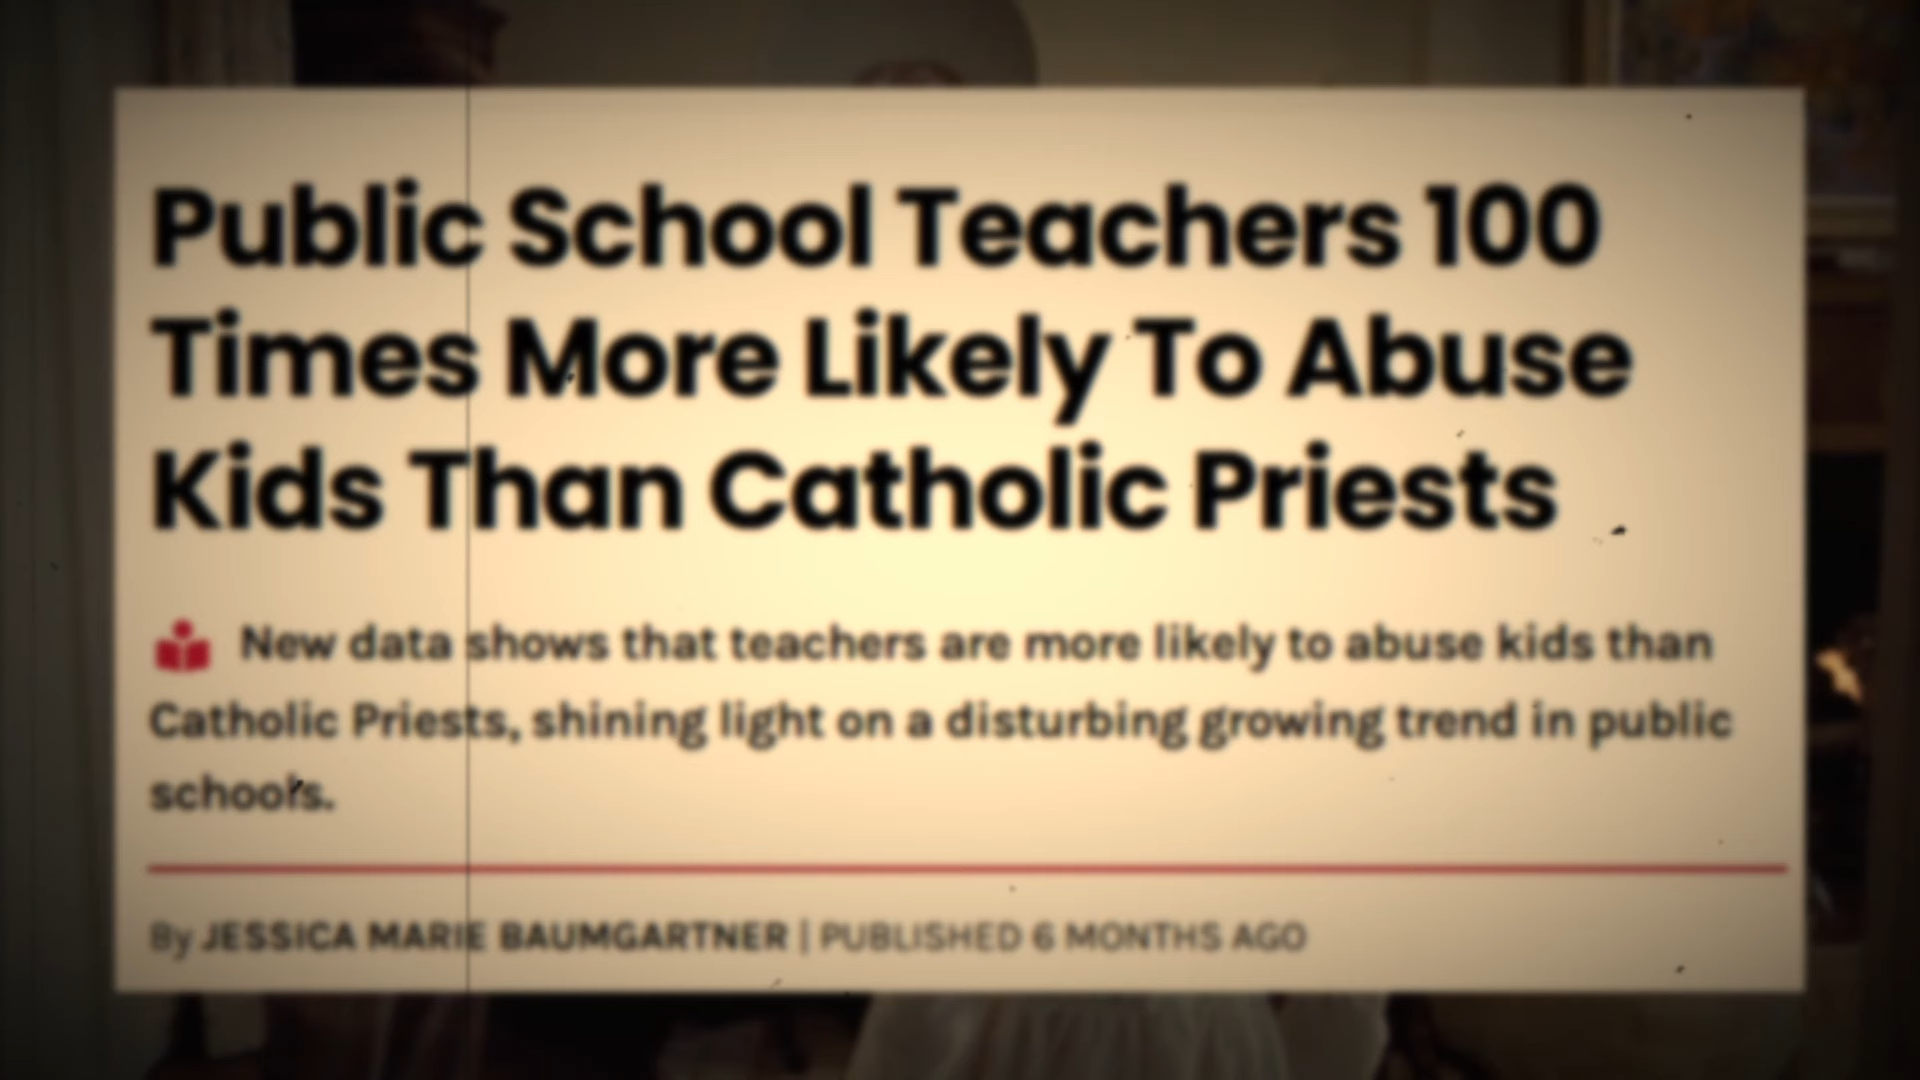 Public School Teachers 100
Times More Likely To Abuse
Kids Than Catholic Priests
New data shows that teachers are more likely to abuse kids than
Catholic Priests, shining light on a disturbing growing trend in public
schools.
By JESSICA MARIE BAUMGARTNER | PUBLISHED 6 MONTHS AGO